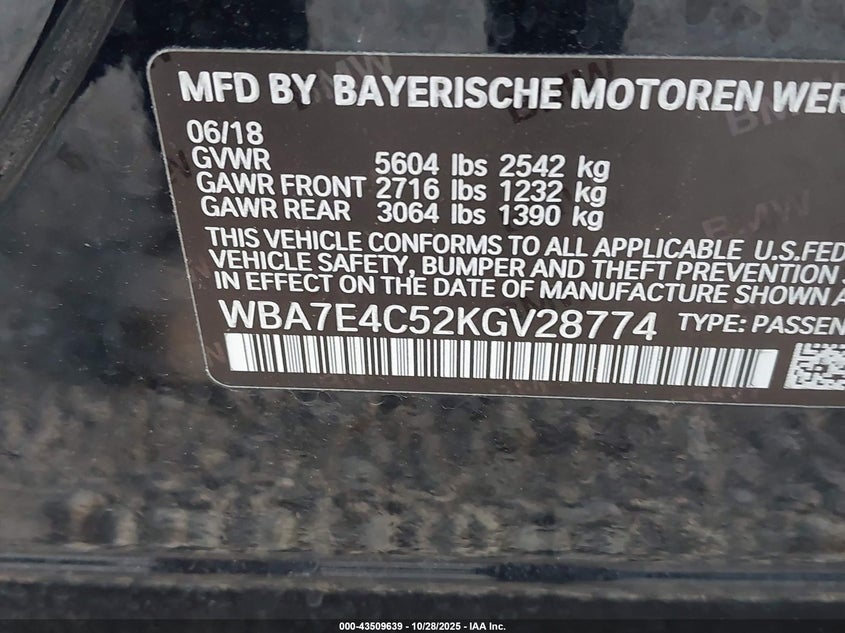 MFD BY BAYERISCHE MOTOREN WER
06/18
GVWR 5604 lbs 2542 kg
GAWR FRONT 2716 lbs 1232 kg
GAWR REAR 3064 lbs 1390 kg
THIS VEHICLE CONFORMS TO ALL APPLICABLE U.S.FED
VEHICLE SAFETY, BUMPER AND THEFT PREVENTION
IN EFFECT ON THE DATE OF MANUFACTURE SHOWN A
WBA7E4C52KGV28774 TYPE: PASSEN
000-43509639 - 10/28/2025 - IAA Inc.